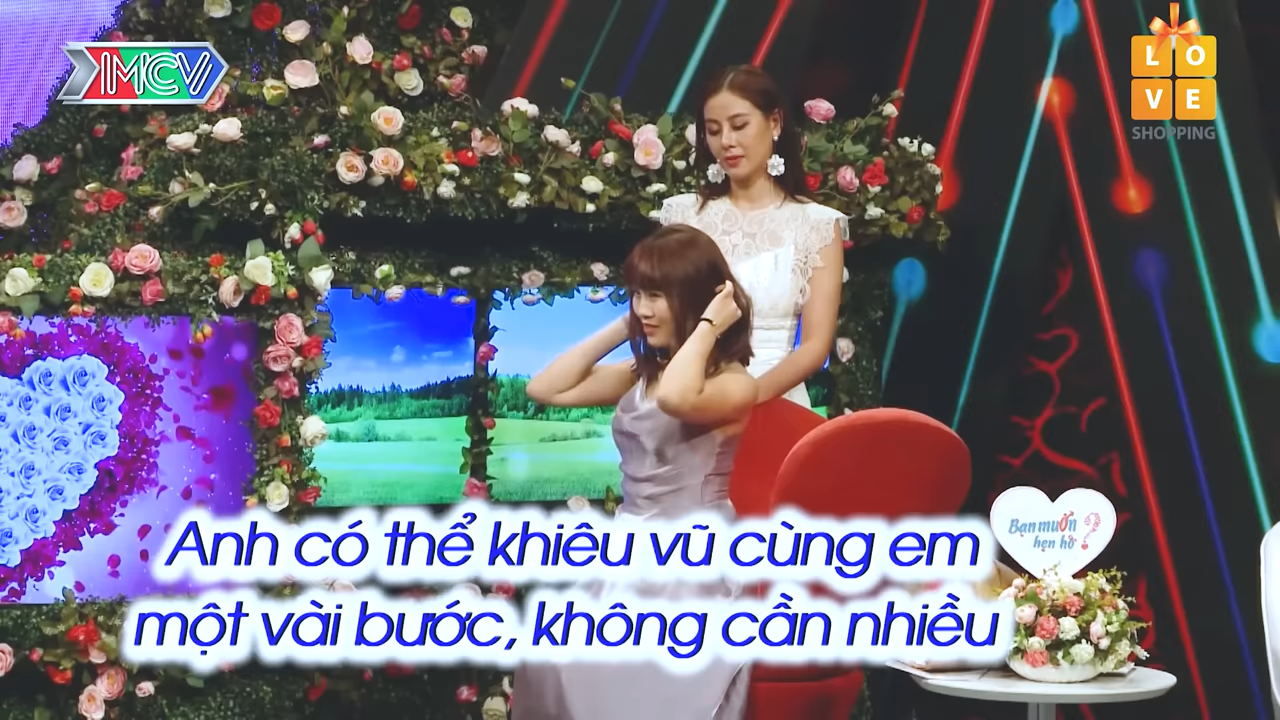 MCV
LOVE
SHOPPING
Bạn muốn
hẹn hò ?
Anh có thể khiêu vũ cùng em
một vài bước, không cần nhiều